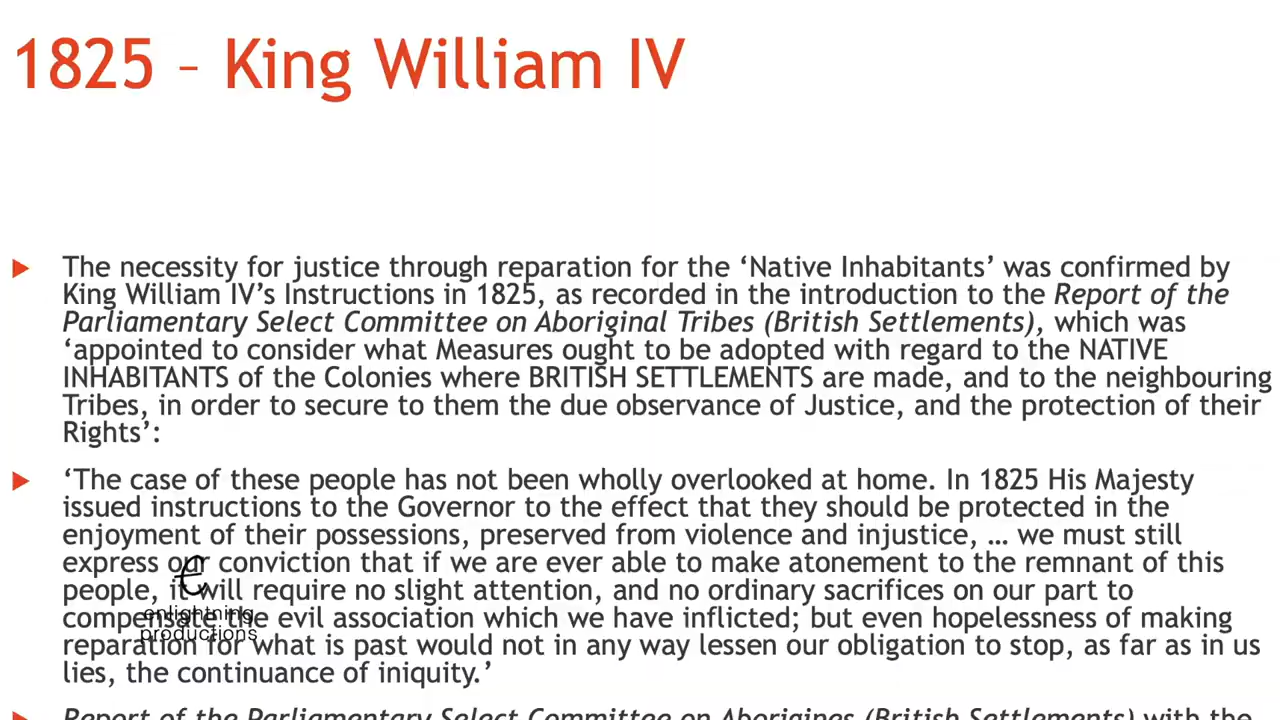 1825 – King William IV
The necessity for justice through reparation for the ‘Native Inhabitants’ was confirmed by
King William IV’s Instructions in 1825, as recorded in the introduction to the Report of the
Parliamentary Select Committee on Aboriginal Tribes (British Settlements), which was
‘appointed to consider what Measures ought to be adopted with regard to the NATIVE
INHABITANTS of the Colonies where BRITISH SETTLEMENTS are made, and to the neighbouring
Tribes, in order to secure to them the due observance of Justice, and the protection of their
Rights’:
‘The case of these people has not been wholly overlooked at home. In 1825 His Majesty
issued instructions to the Governor to the effect that they should be protected in the
enjoyment of their possessions, preserved from violence and injustice, … we must still
express our conviction that if we are ever able to make atonement to the remnant of this
people, it will require no slight attention, and no ordinary sacrifices on our part to
compensate the evil association which we have inflicted; but even hopelessness of making
reparation for what is past would not in any way lessen our obligation to stop, as far as in us
lies, the continuance of iniquity.’
Report of the Parliamentary Select Committee on Aborigines (British Settlements) with the
enlightning
productions